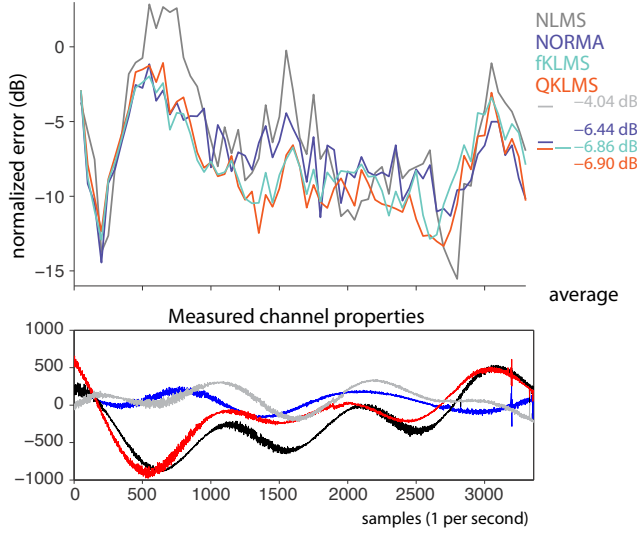 NLMS
NORMA
fKLMS
QKLMS
−4.04 dB
−6.44 dB
−6.86 dB
−6.90 dB
average
normalized error (dB)
0
−5
−10
−15
Measured channel properties
1000
500
0
−500
−1000
0 500 1000 1500 2000 2500 3000
samples (1 per second)